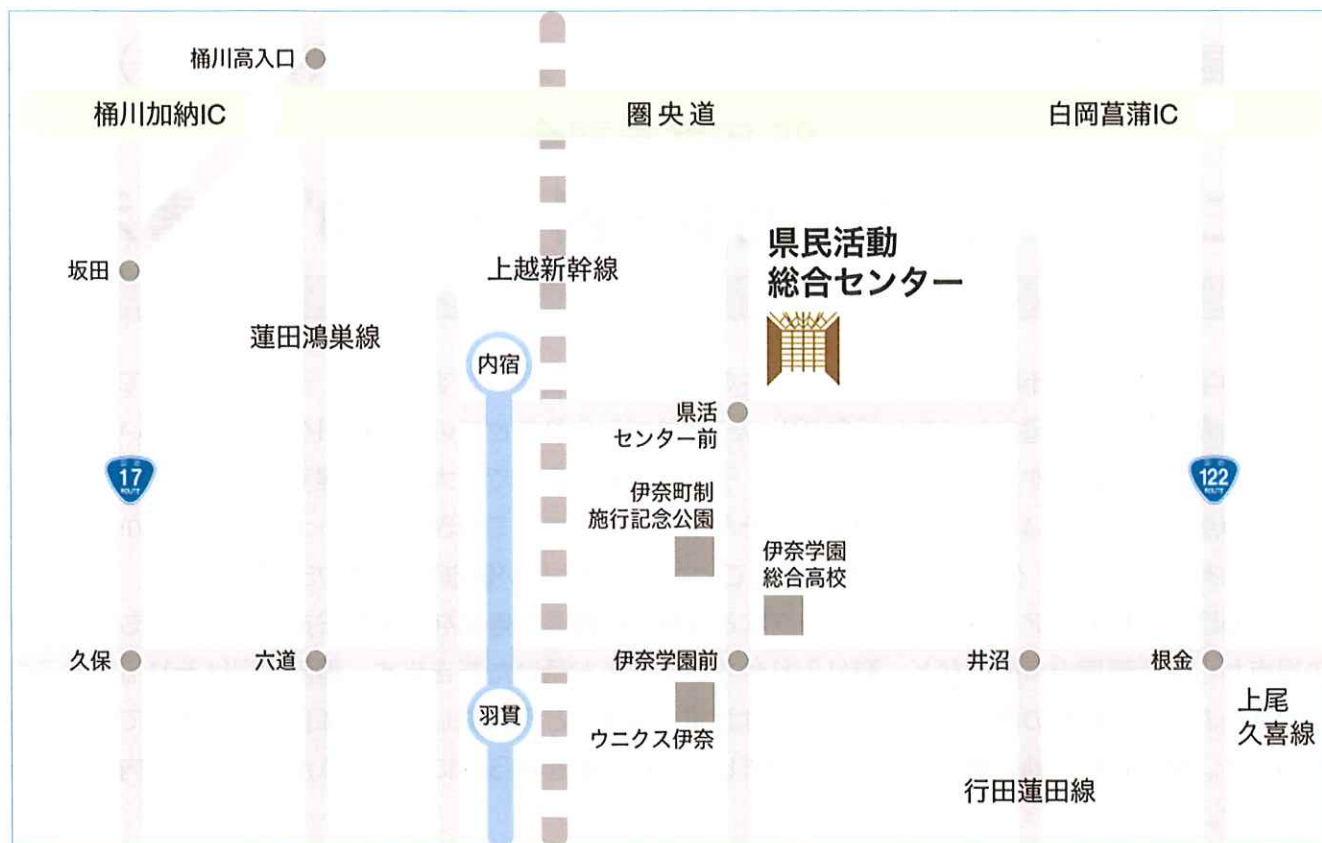 桶川高入口
桶川加納IC
圏央道
白岡菖蒲IC
県民活動
総合センター
坂田
上越新幹線
蓮田鴻巣線
内宿
県活
センター前
17
ROUTE
122
ROUTE
伊奈町制
施行記念公園
伊奈学園
総合高校
久保
六道
伊奈学園前
井沼
根金
羽貫
ウニクス伊奈
上尾
久喜線
行田蓮田線